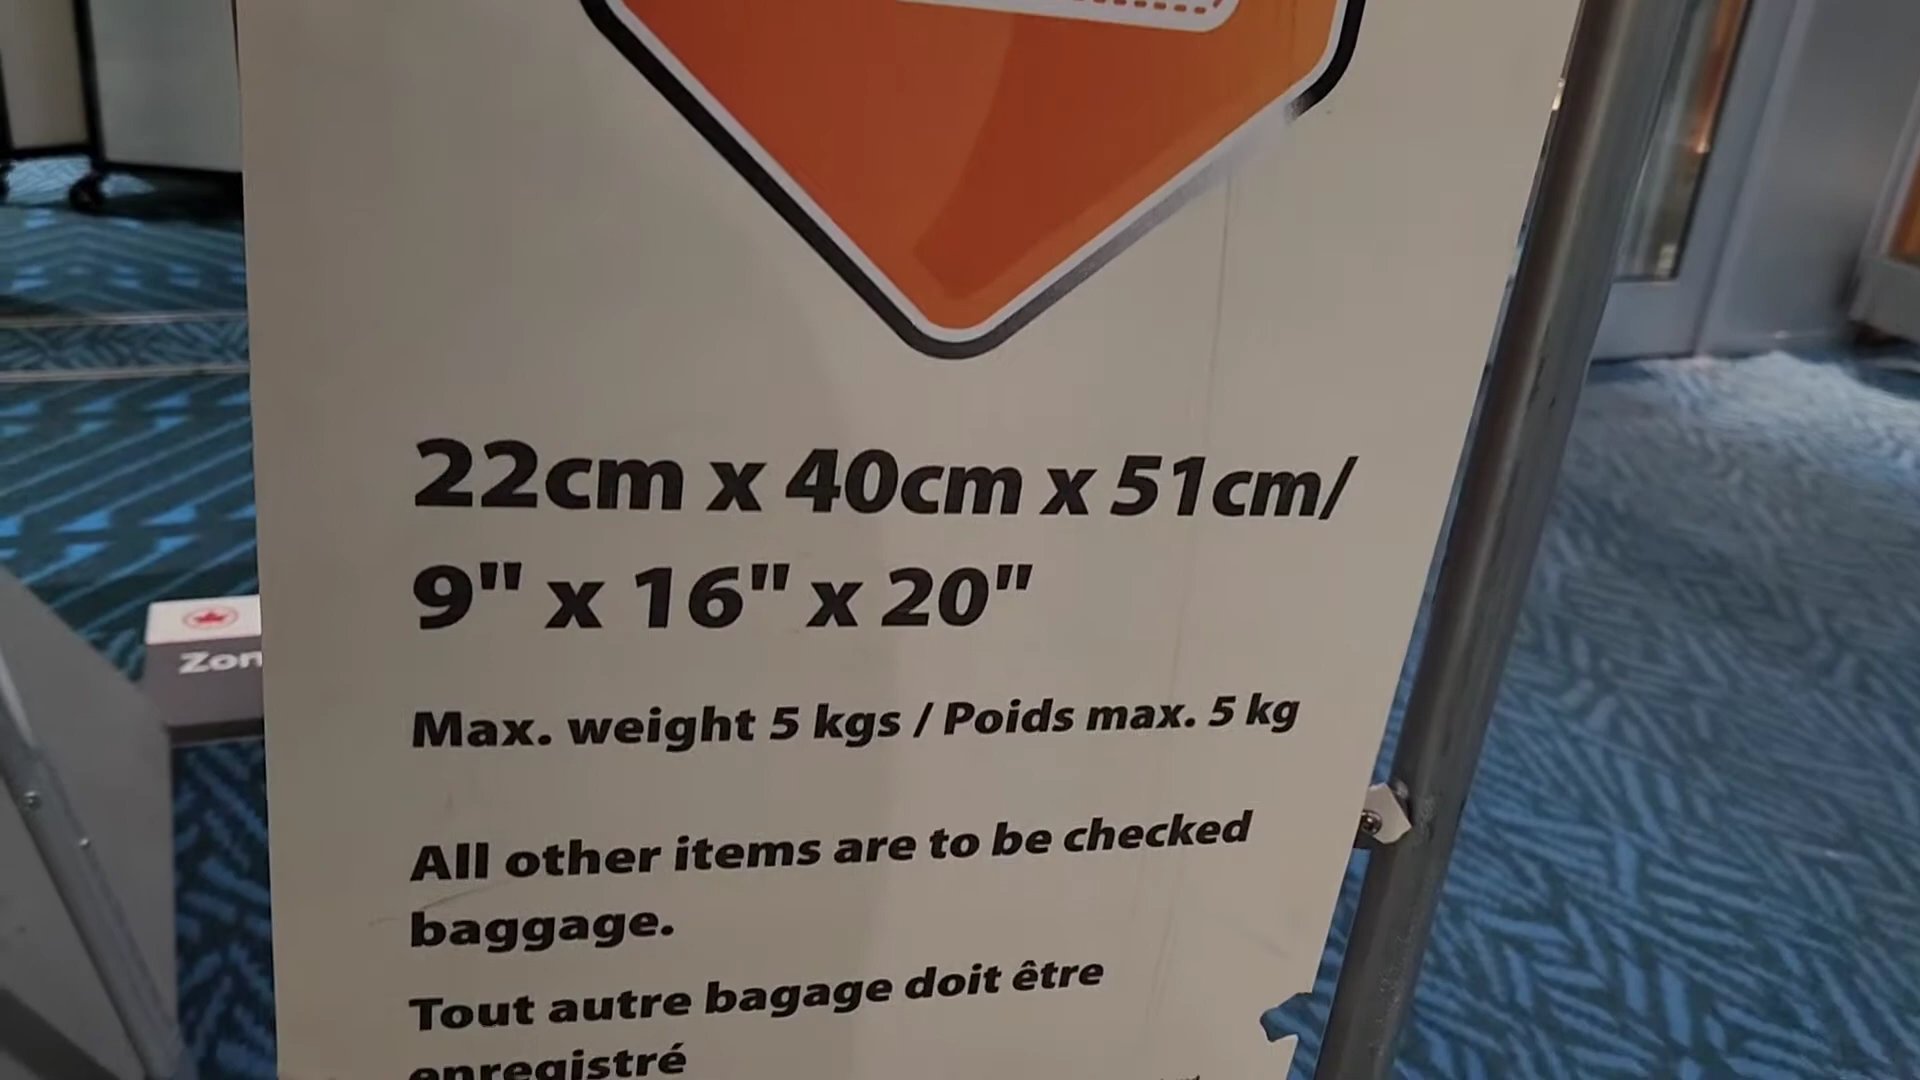 22cm x 40cm x 51cm/
9" x 16" x 20"
Max. weight 5 kgs / Poids max. 5 kg
All other items are to be checked
baggage.
Tout autre bagage doit être
enregistré
Zon